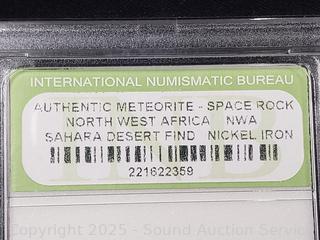 INTERNATIONAL NUMISMATIC BUREAU
AUTHENTIC METEORITE - SPACE ROCK
NORTH WEST AFRICA NWA
SAHARA DESERT FIND NICKEL IRON
221622359
Copyright 2025 - Sound Auction Service